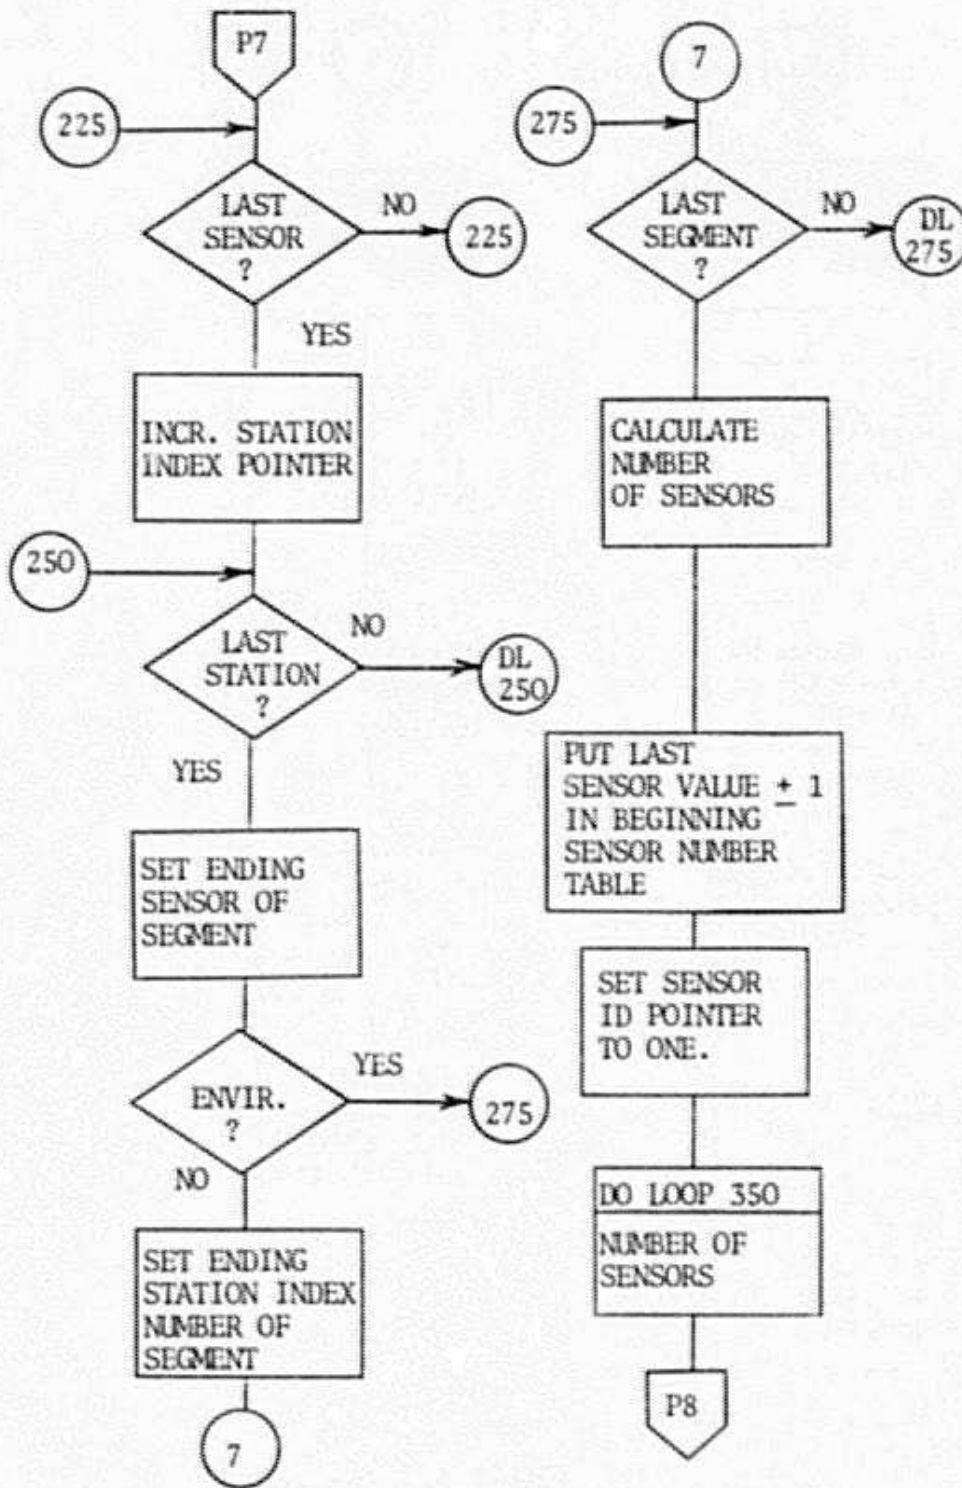 P7
225
LAST
SENSOR
?
NO
225
YES
INCR. STATION
INDEX POINTER
250
LAST
STATION
?
NO
DL
250
YES
SET ENDING
SENSOR OF
SEGMENT
ENVIR.
?
YES
275
NO
SET ENDING
STATION INDEX
NUMBER OF
SEGMENT
7
7
275
LAST
SEGMENT
?
NO
DL
275
CALCULATE
NUMBER
OF SENSORS
PUT LAST
SENSOR VALUE ± 1
IN BEGINNING
SENSOR NUMBER
TABLE
SET SENSOR
ID POINTER
TO ONE.
DO LOOP 350
NUMBER OF
SENSORS
P8